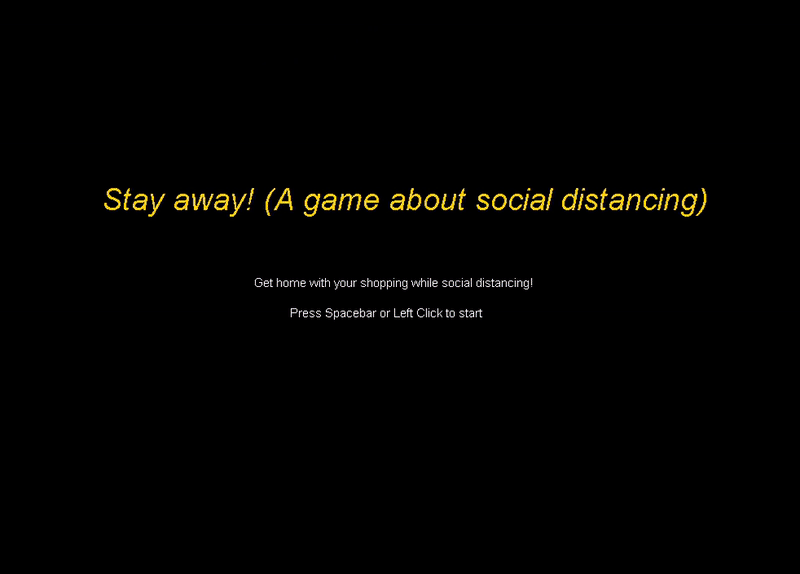 Stay away! (A game about social distancing)
Get home with your shopping while social distancing!
Press Spacebar or Left Click to start